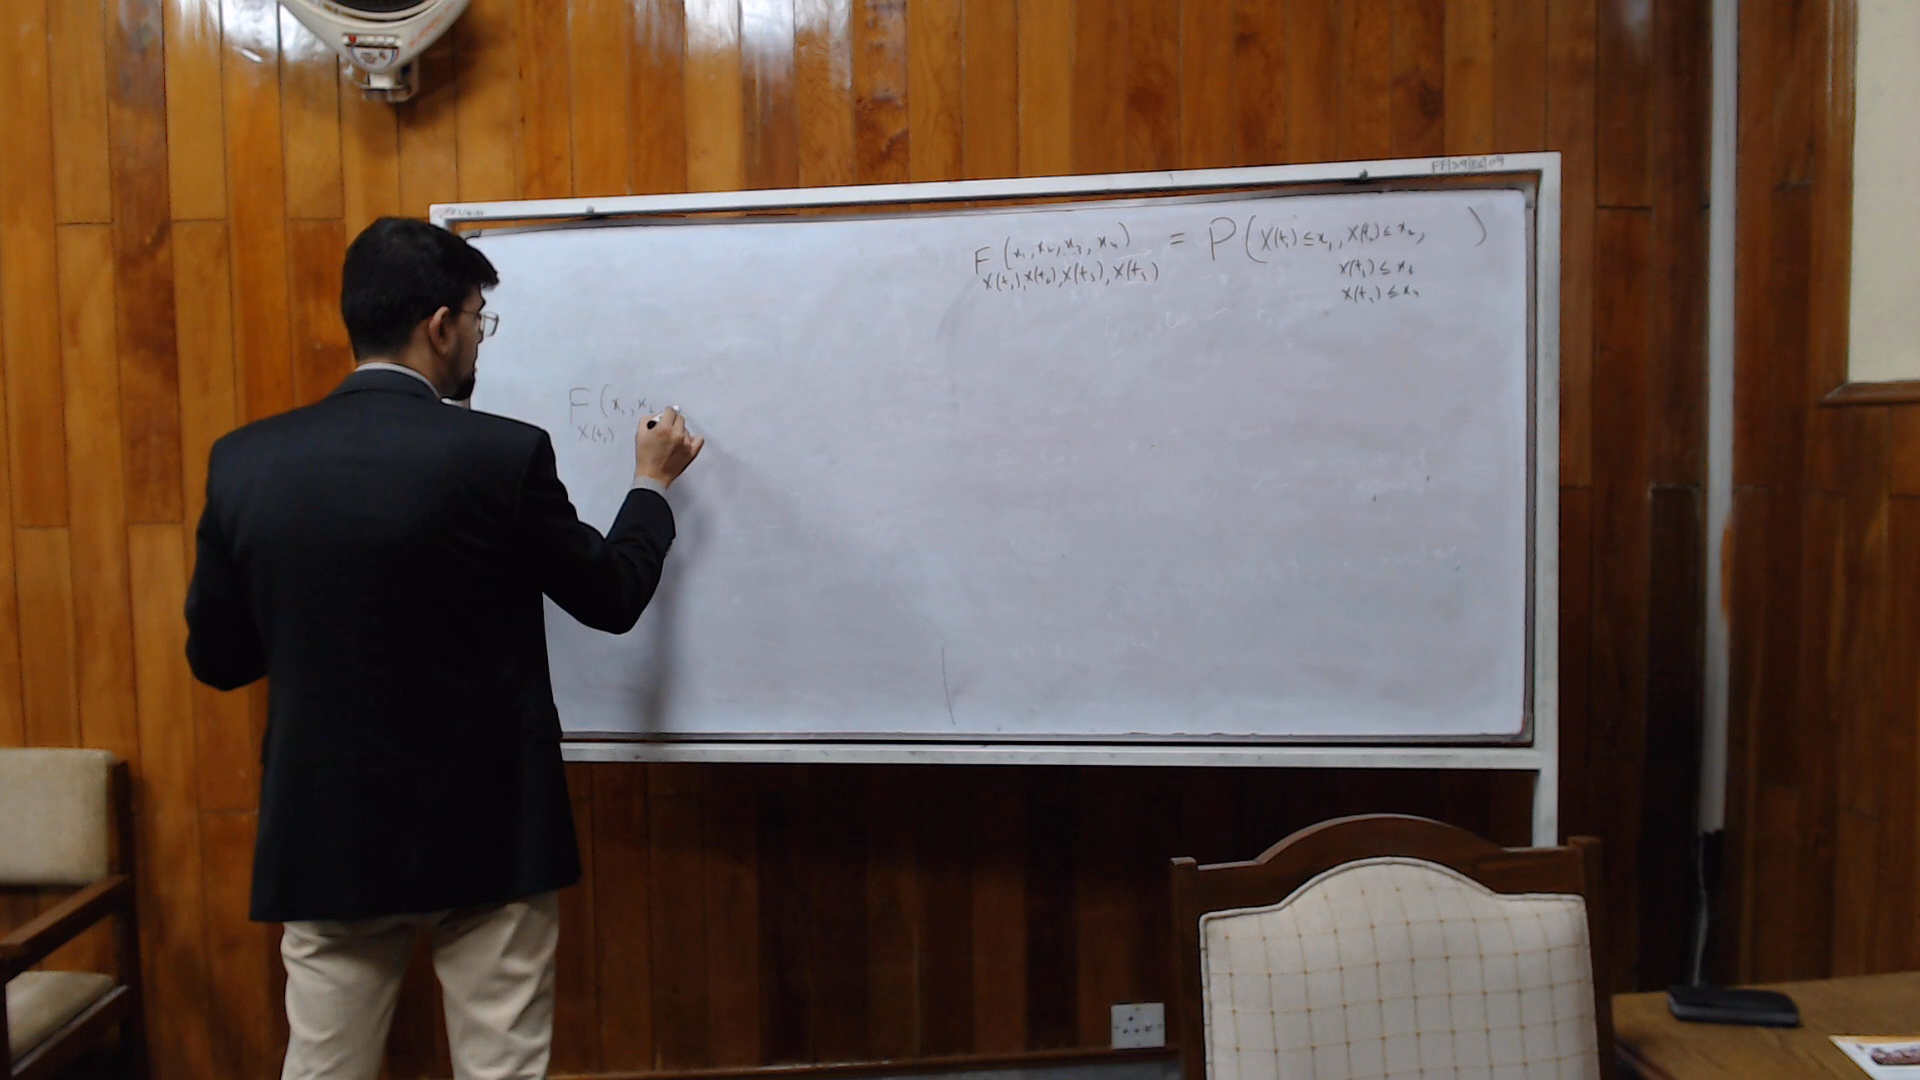 F (x₁, x₂, x₃, x₄) = P ( X(t₁) ≤ x₁, X(t₂) ≤ x₂, )
X(t₁), X(t₂), X(t₃), X(t₄)
X(t₃) ≤ x₃
X(t₄) ≤ x₄
F (x₁, x₂
X(t₁)